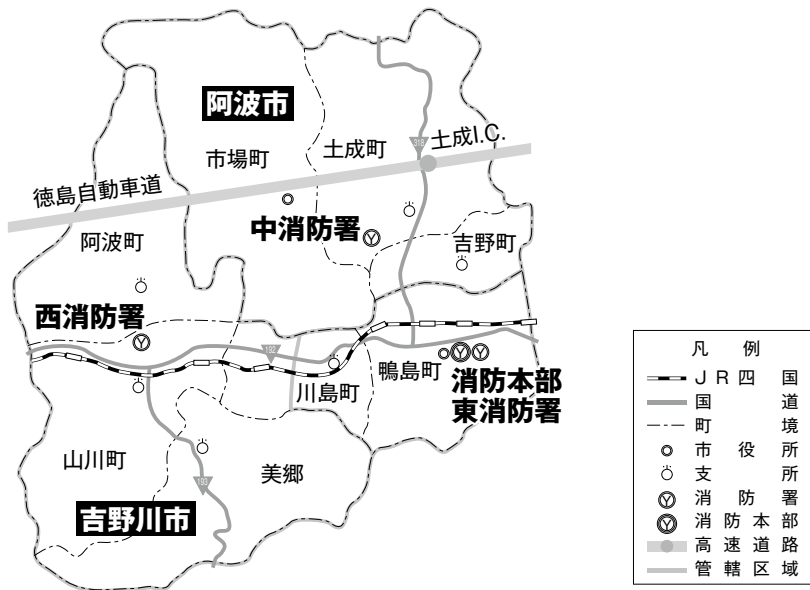 阿波市
318
土成I.C.
土成町
市場町
徳島自動車道
中消防署
吉野町
阿波町
西消防署
192
鴨島町
川島町
消防本部
東消防署
山川町
美郷
193
吉野川市
凡例
JR四国
国道
町境
市役所
支所
消防署
消防本部
高速道路
管轄区域